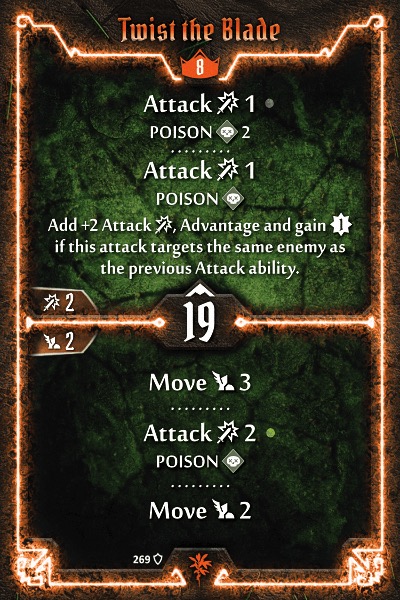 Twist the Blade
8
Attack 1
POISON 2
Attack 1
POISON
Add +2 Attack, Advantage and gain 1
if this attack targets the same enemy as
the previous Attack ability.
2
19
2
Move 3
Attack 2
POISON
Move 2
269